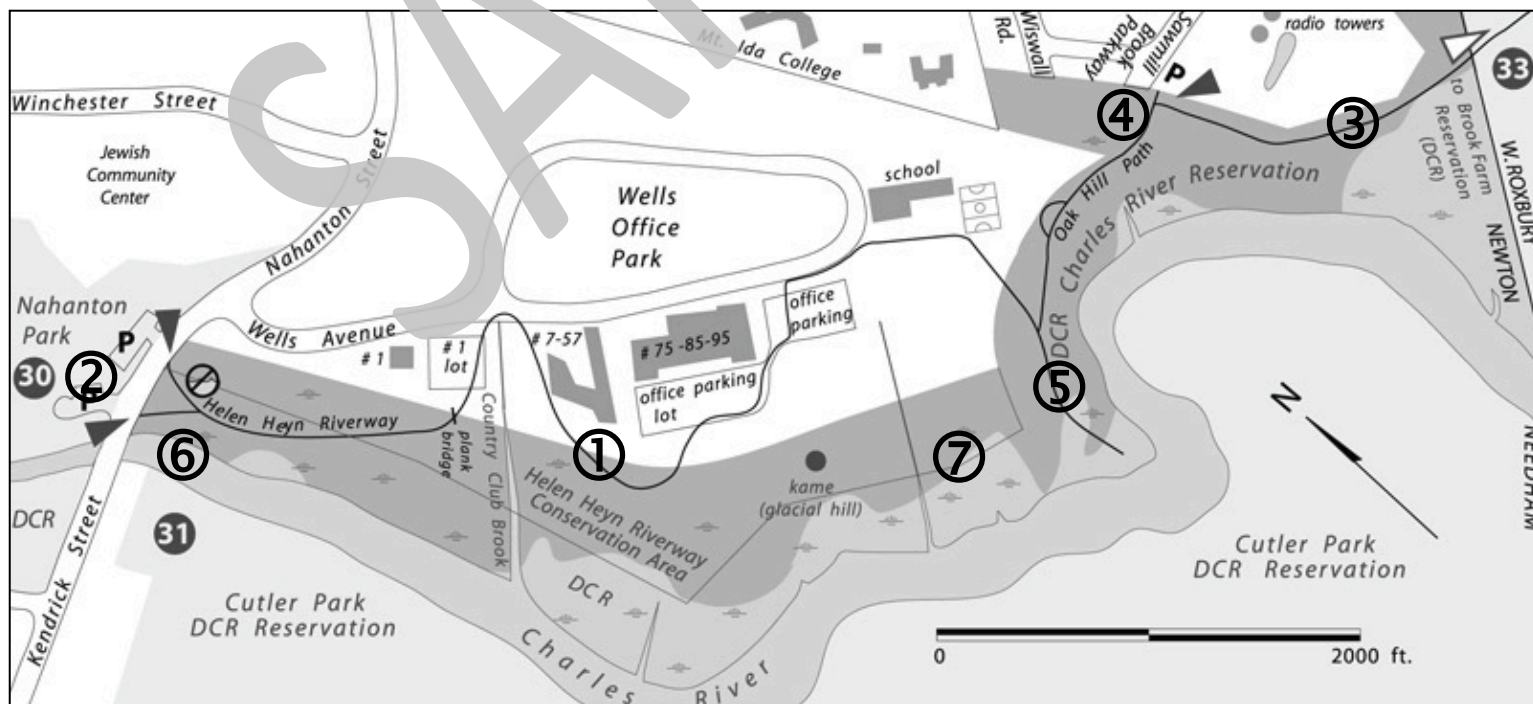 Mt. Ida College
Wiswall
Rd.
Brook
Parkway
Sawmill
P
radio towers
33
to Brook Farm
Reservation
(DCR)
W. ROXBURY
NEWTON
Winchester Street
Jewish
Community
Center
Nahanton Street
Wells
Office
Park
school
4
3
Oak Hill Path
DCR Charles River Reservation
Nahanton
Park
P
30
2
P
Wells Avenue
# 1
# 1
lot
# 7-57
# 75 -85-95
office
parking
office parking
lot
5
Helen Heyn Riverway
plank
bridge
Country Club Brook
6
1
7
Helen Heyn Riverway
Conservation Area
kame
(glacial hill)
N
NEEDHAM
DCR
Kendrick Street
31
Cutler Park
DCR Reservation
DCR
Charles River
Cutler Park
DCR Reservation
0
2000 ft.